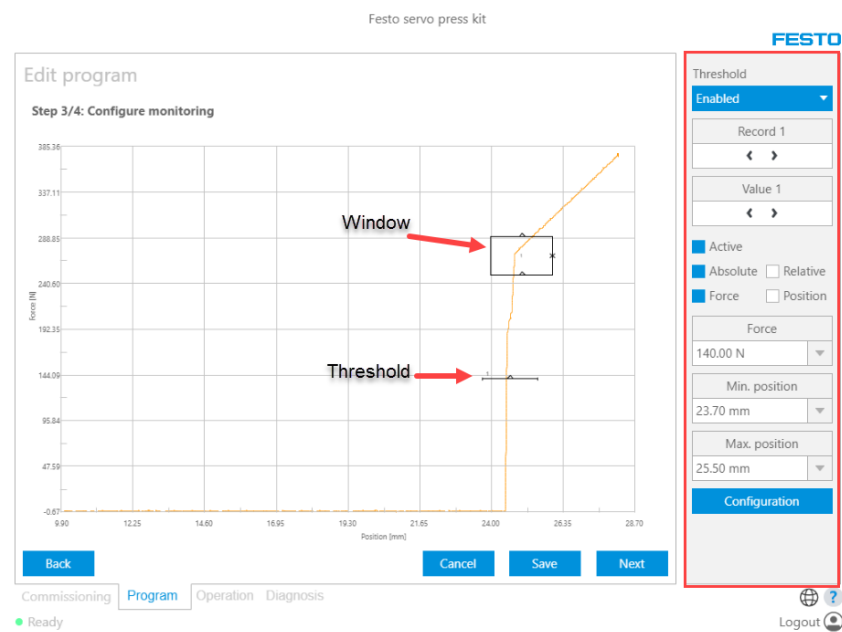 Festo servo press kit
FESTO
Edit program
Step 3/4: Configure monitoring
385.36
337.11
288.85
240.60
192.35
144.09
95.84
47.59
-0.67
Force [N]
9.90 12.25 14.60 16.95 19.30 21.65 24.00 26.35 28.70
Position [mm]
Window
1
Threshold
1
Back Cancel Save Next
Threshold
Enabled
Record 1
Value 1
Active
Absolute Relative
Force Position
Force
140.00 N
Min. position
23.70 mm
Max. position
25.50 mm
Configuration
Commissioning Program Operation Diagnosis
?
Ready
Logout